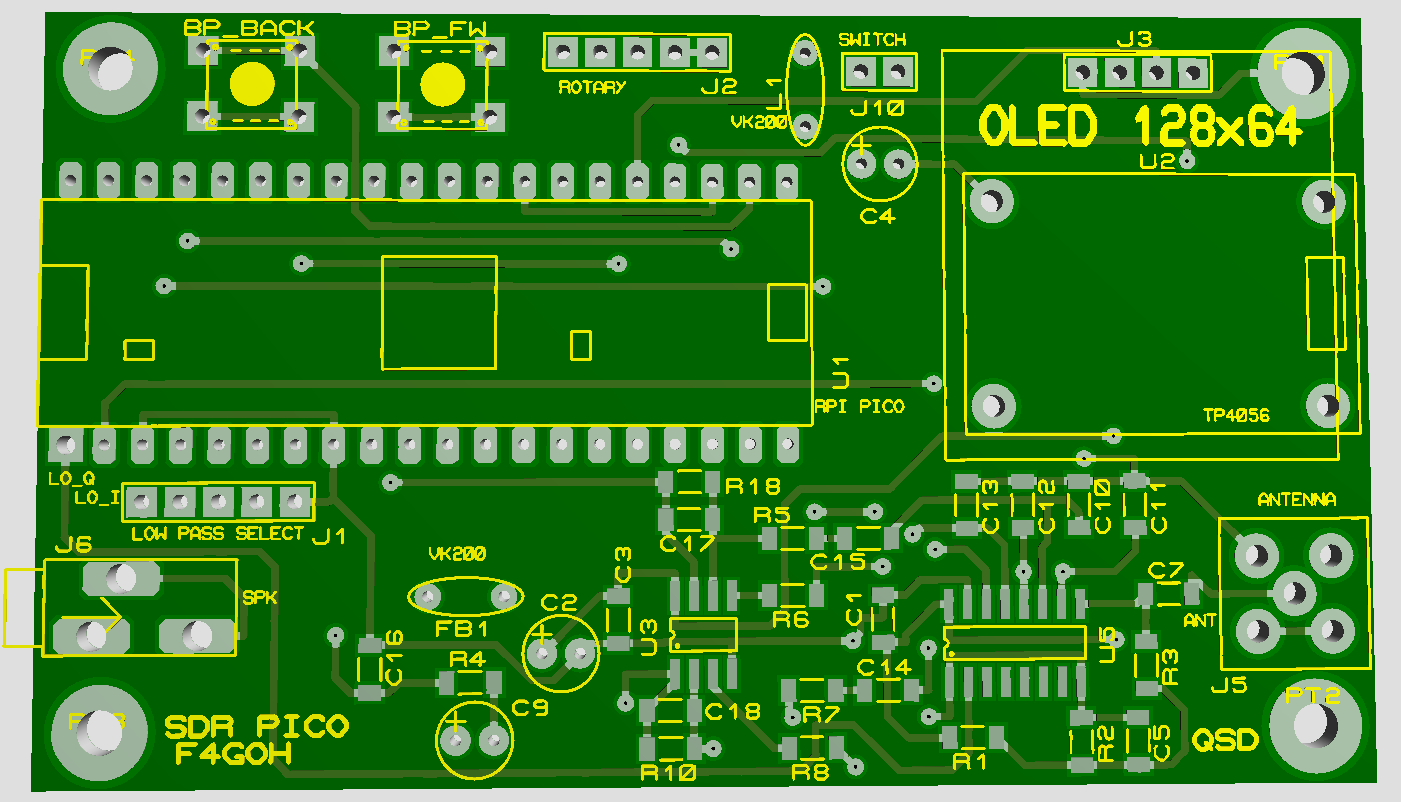 BP_BACK
BP_FW
SWITCH
J3
ROTARY
J2
L1
VK200
J10
OLED 128x64
U2
C4
U1
RPI PICO
TP4056
LO_Q
LO_I
LOW PASS SELECT
J1
R18
C17
R5
C15
C13
C12
C10
C11
ANTENNA
J6
SPK
VK200
FB1
C3
C2
U3
R6
C1
C14
U5
C7
ANT
R3
J5
C16
R4
C9
C18
R10
R7
R8
R1
R2
C5
QSD
PT2
SDR PICO
F4GOH